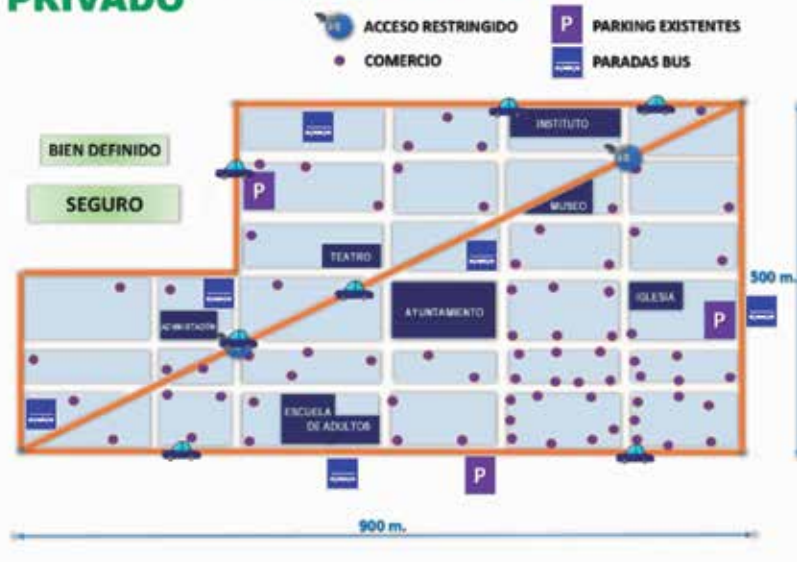 PRIVADO
ACCESO RESTRINGIDO
P
PARKING EXISTENTES
COMERCIO
PARADAS BUS
BIEN DEFINIDO
SEGURO
INSTITUTO
P
MUSEO
TEATRO
500 m.
AYUNTAMIENTO
IGLESIA
P
ESCUELA
DE ADULTOS
P
900 m.